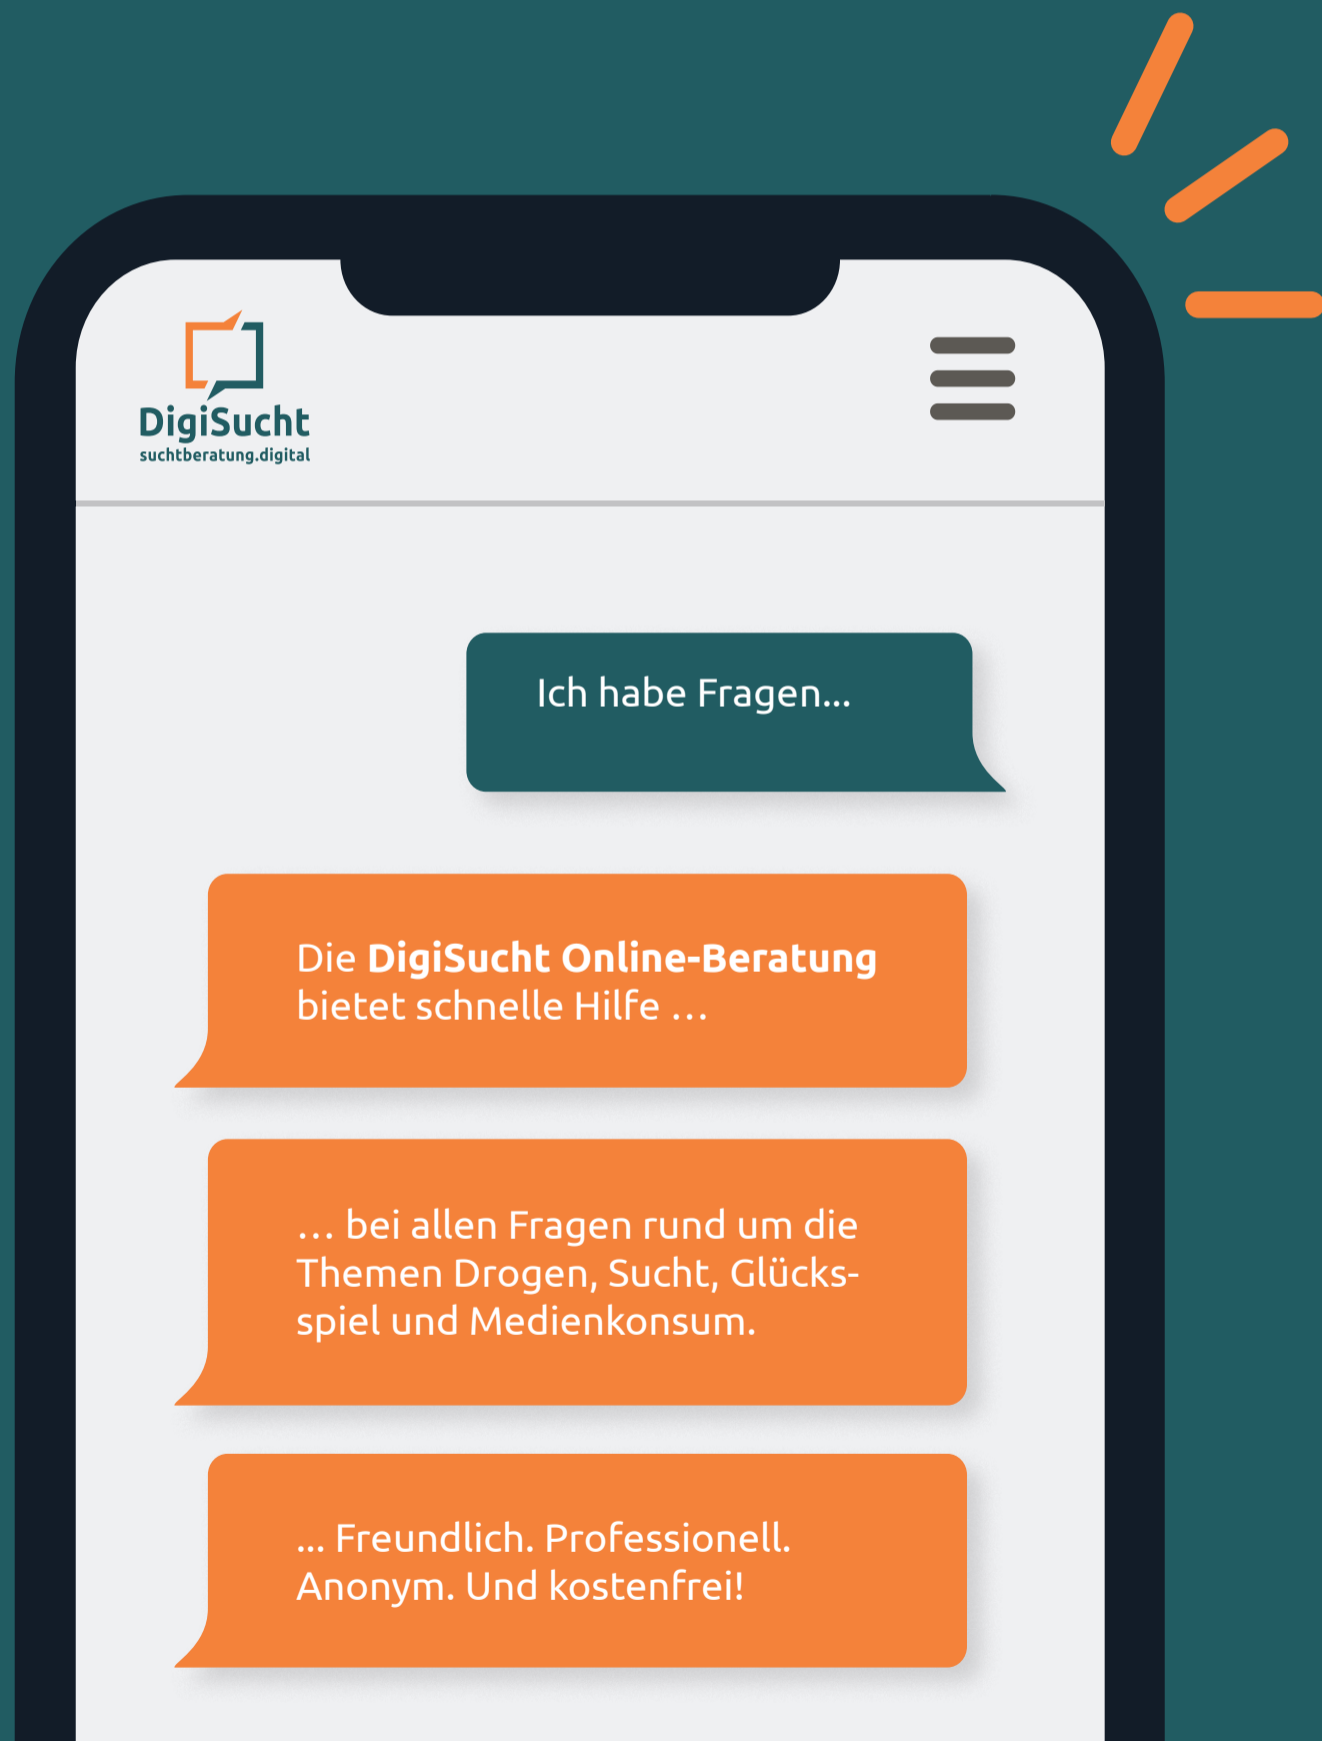 DigiSucht
suchtberatung.digital
Ich habe Fragen...
Die DigiSucht Online-Beratung
bietet schnelle Hilfe …
… bei allen Fragen rund um die
Themen Drogen, Sucht, Glücks-
spiel und Medienkonsum.
... Freundlich. Professionell.
Anonym. Und kostenfrei!